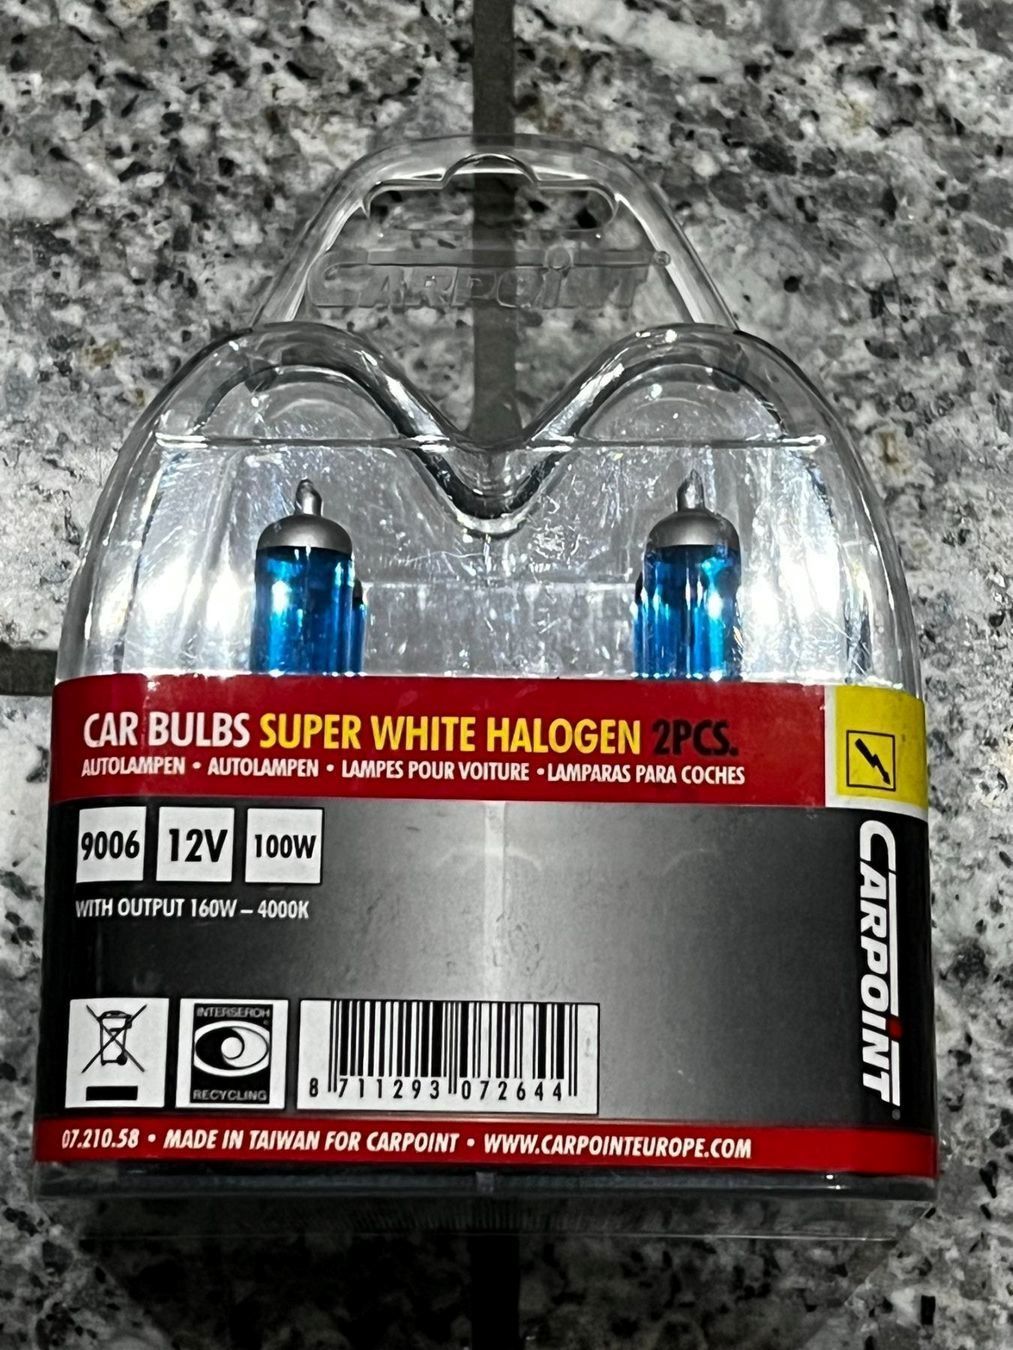 CARPOINT®
CAR BULBS SUPER WHITE HALOGEN 2PCS.
AUTOLAMPEN • AUTOLAMPEN • LAMPES POUR VOITURE • LAMPARAS PARA COCHES
9006 12V 100W
WITH OUTPUT 160W – 4000K
CARPOINT®
INTERSEROH
®
RECYCLING
8 711293 072644
07.210.58 • MADE IN TAIWAN FOR CARPOINT • WWW.CARPOINTEUROPE.COM